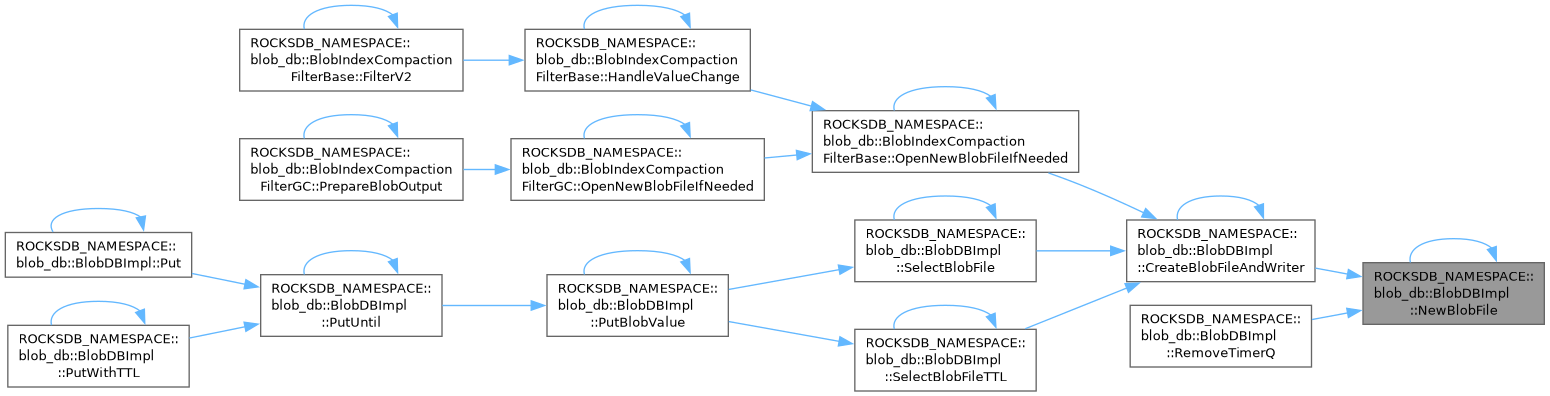 ROCKSDB_NAMESPACE::
blob_db::BlobIndexCompaction
FilterBase::FilterV2
ROCKSDB_NAMESPACE::
blob_db::BlobIndexCompaction
FilterBase::HandleValueChange
ROCKSDB_NAMESPACE::
blob_db::BlobIndexCompaction
FilterBase::OpenNewBlobFileIfNeeded
ROCKSDB_NAMESPACE::
blob_db::BlobIndexCompaction
FilterGC::PrepareBlobOutput
ROCKSDB_NAMESPACE::
blob_db::BlobIndexCompaction
FilterGC::OpenNewBlobFileIfNeeded
ROCKSDB_NAMESPACE::
blob_db::BlobDBImpl::Put
ROCKSDB_NAMESPACE::
blob_db::BlobDBImpl
::SelectBlobFile
ROCKSDB_NAMESPACE::
blob_db::BlobDBImpl
::CreateBlobFileAndWriter
ROCKSDB_NAMESPACE::
blob_db::BlobDBImpl
::NewBlobFile
ROCKSDB_NAMESPACE::
blob_db::BlobDBImpl
::PutUntil
ROCKSDB_NAMESPACE::
blob_db::BlobDBImpl
::PutBlobValue
ROCKSDB_NAMESPACE::
blob_db::BlobDBImpl
::RemoveTimerQ
ROCKSDB_NAMESPACE::
blob_db::BlobDBImpl
::PutWithTTL
ROCKSDB_NAMESPACE::
blob_db::BlobDBImpl
::SelectBlobFileTTL